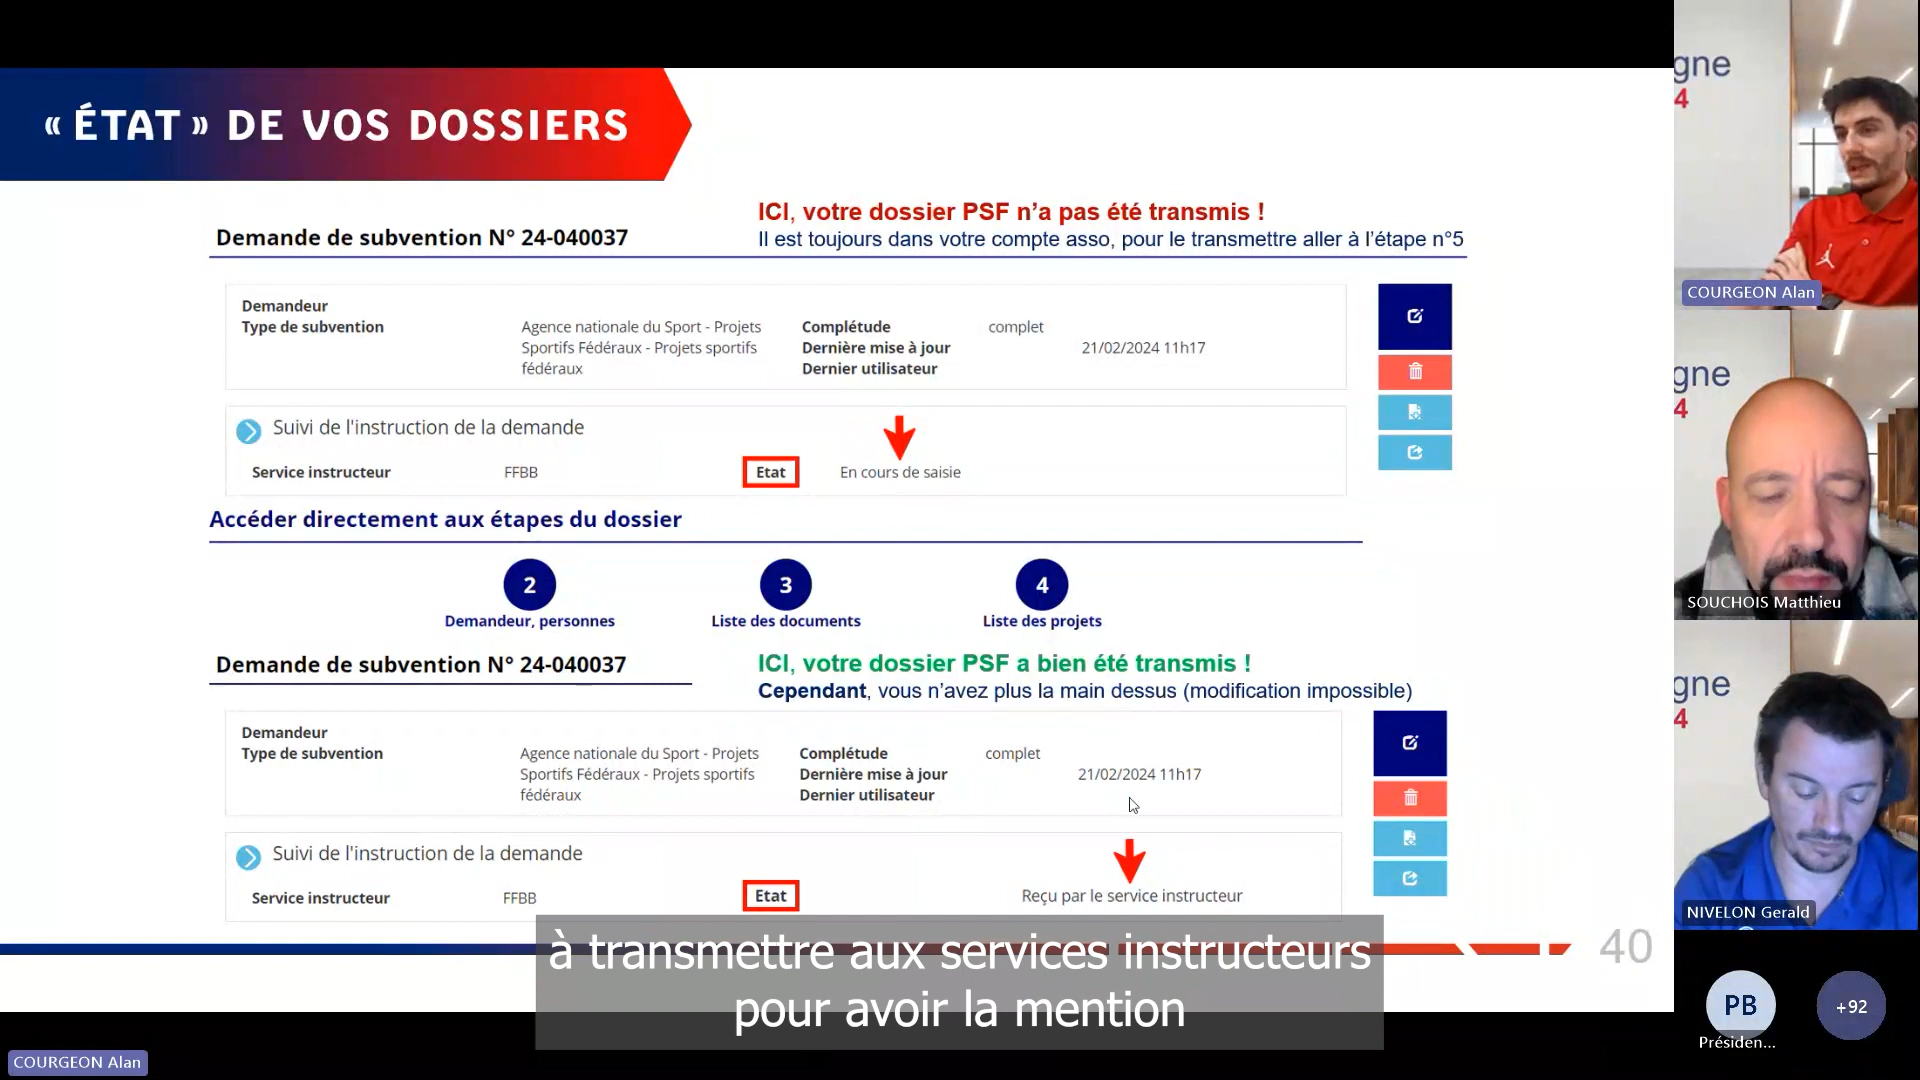 « ÉTAT » DE VOS DOSSIERS
ICI, votre dossier PSF n'a pas été transmis !
Demande de subvention N° 24-040037
Il est toujours dans votre compte asso, pour le transmettre aller à l'étape n°5
Demandeur
Type de subvention
Agence nationale du Sport - Projets
Sportifs Fédéraux - Projets sportifs
fédéraux
Complétude
complet
Dernière mise à jour
21/02/2024 11h17
Dernier utilisateur
Suivi de l'instruction de la demande
Service instructeur
FFBB
Etat
En cours de saisie
Accéder directement aux étapes du dossier
2
3
4
Demandeur, personnes
Liste des documents
Liste des projets
Demande de subvention N° 24-040037
ICI, votre dossier PSF a bien été transmis !
Cependant, vous n'avez plus la main dessus (modification impossible)
Demandeur
Type de subvention
Agence nationale du Sport - Projets
Sportifs Fédéraux - Projets sportifs
fédéraux
Complétude
complet
Dernière mise à jour
21/02/2024 11h17
Dernier utilisateur
Suivi de l'instruction de la demande
Service instructeur
FFBB
Etat
Reçu par le service instructeur
40
à transmettre aux services instructeurs
pour avoir la mention
COURGEON Alan
gne
4
COURGEON Alan
gne
4
SOUCHOIS Matthieu
gne
4
NIVELON Gerald
PB
Présiden...
+92